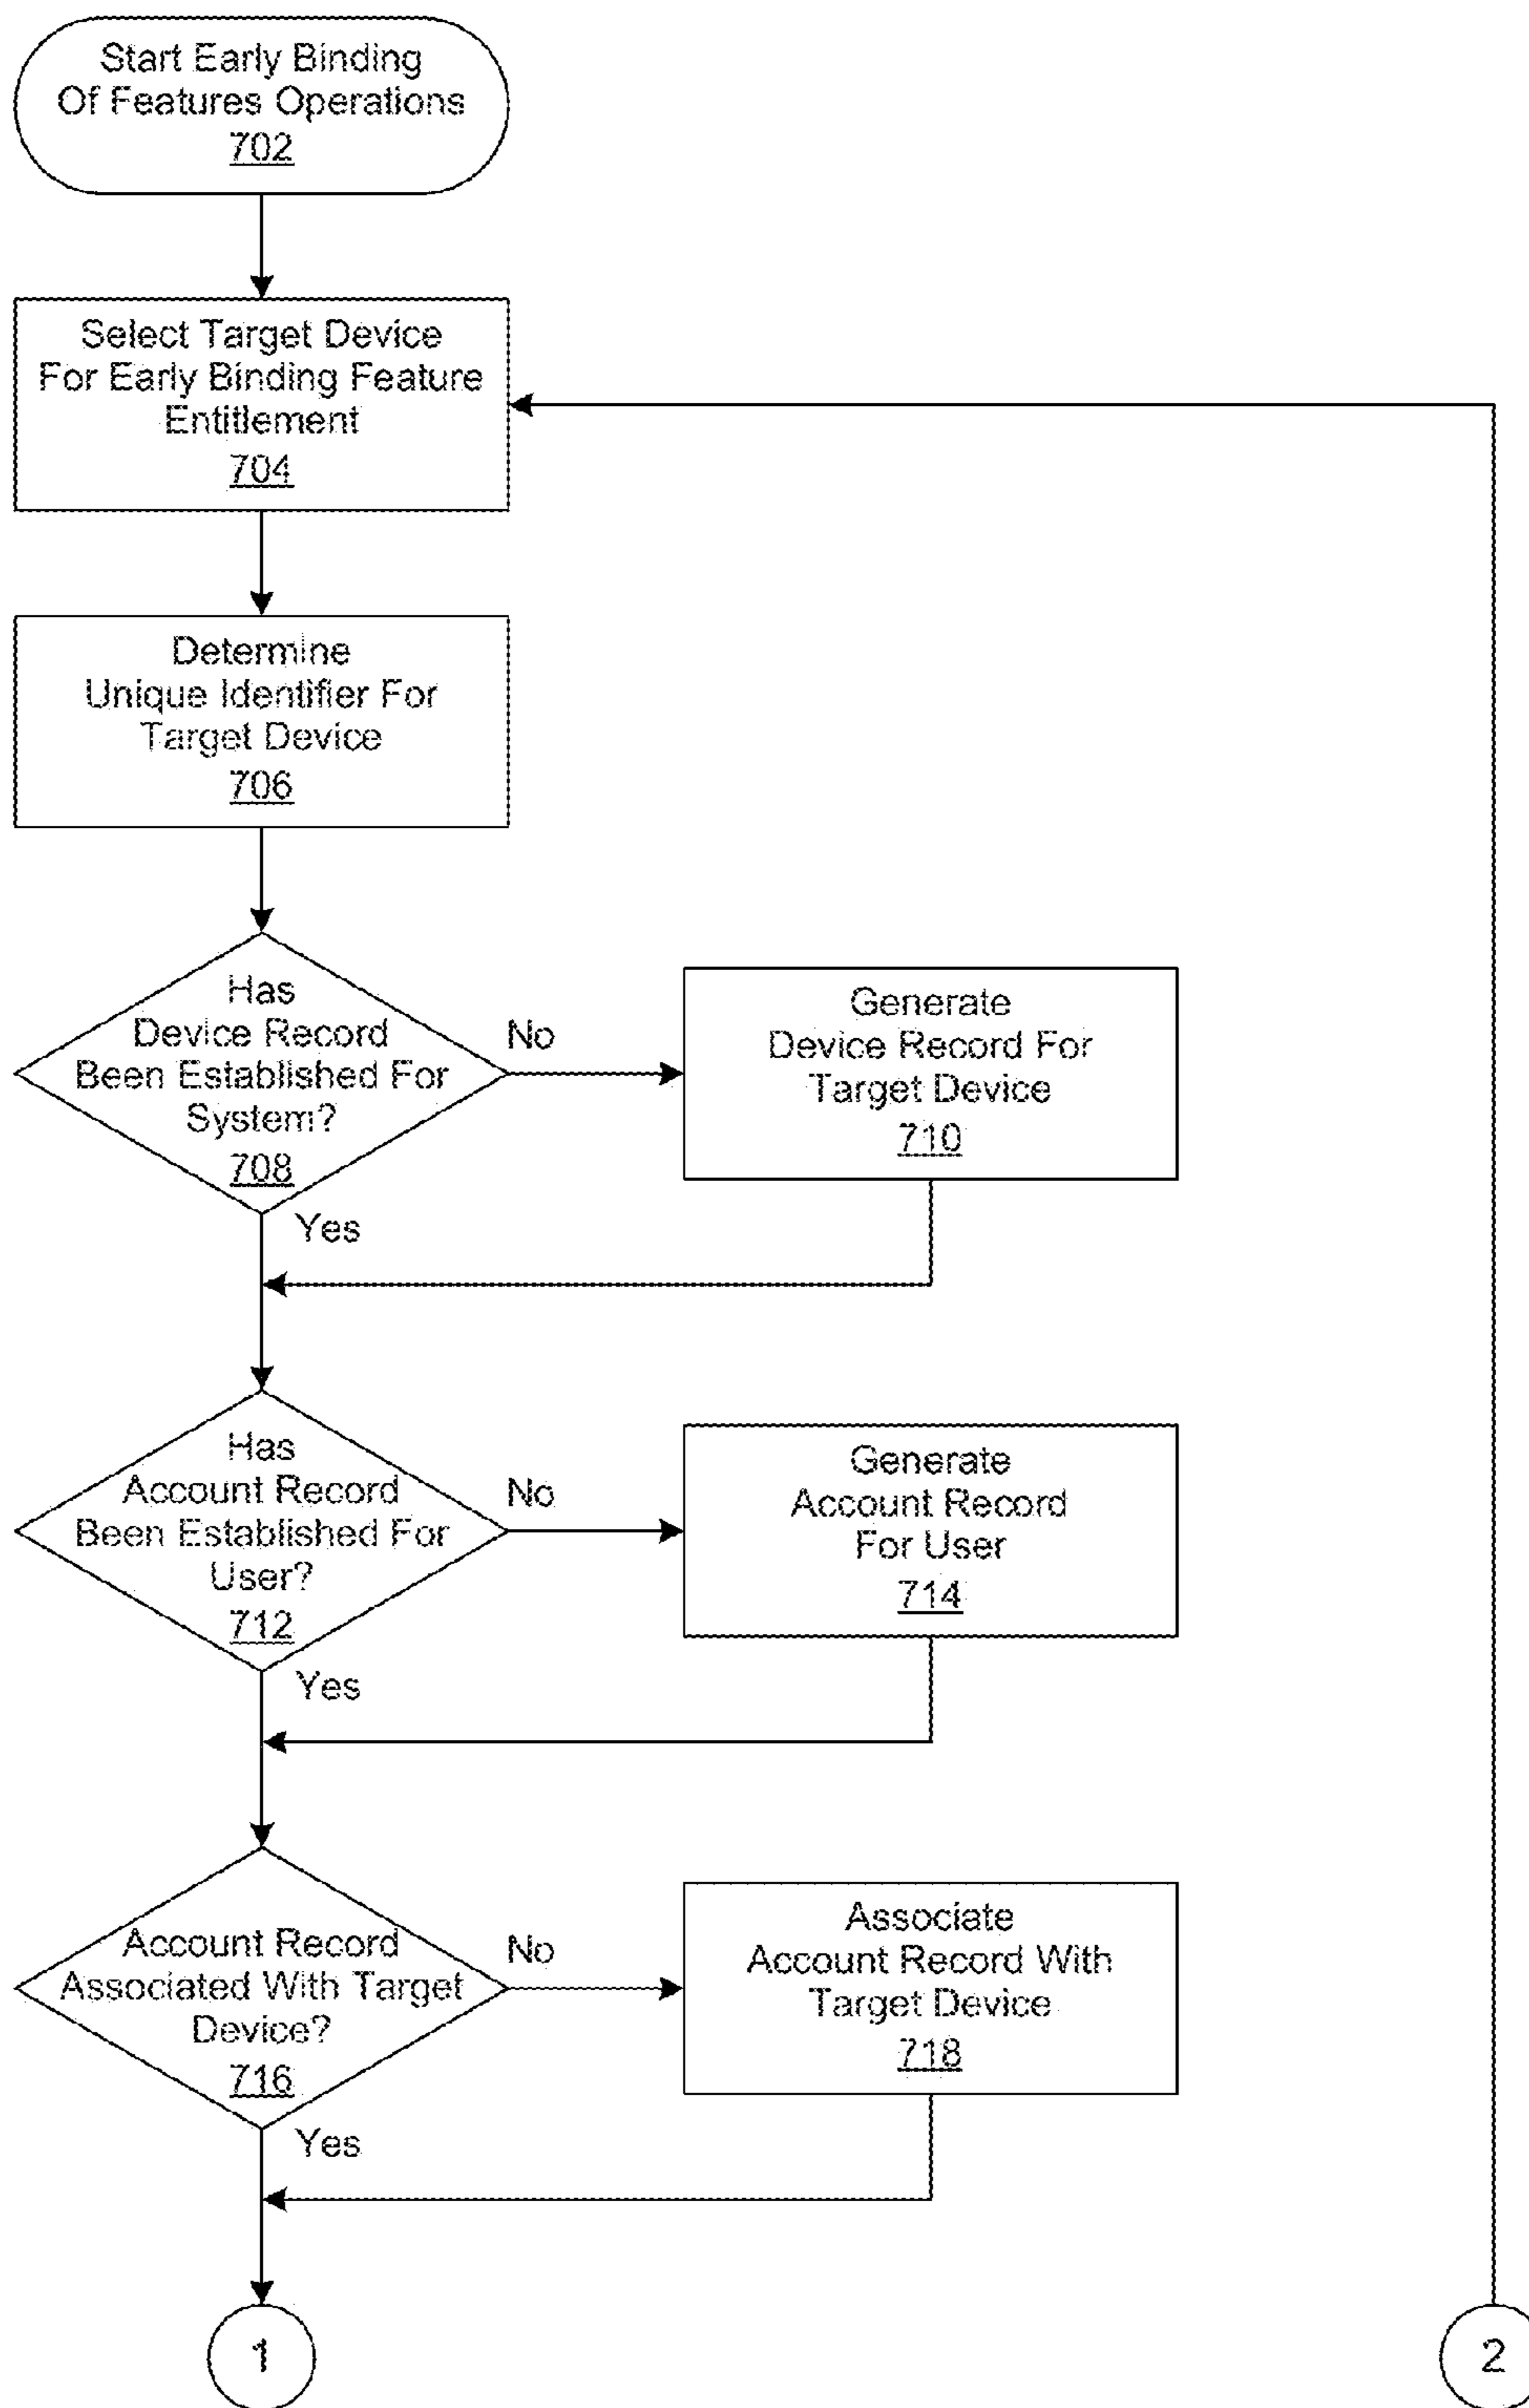 Start Early Binding
Of Features Operations
702
Select Target Device
For Early Binding Feature
Entitlement
704
Determine
Unique Identifier For
Target Device
706
Has
Device Record
Been Established For
System?
708
No
Generate
Device Record For
Target Device
710
Yes
Has
Account Record
Been Established For
User?
712
No
Generate
Account Record
For User
714
Yes
Account Record
Associated With Target
Device?
716
No
Associate
Account Record With
Target Device
718
Yes
1
2